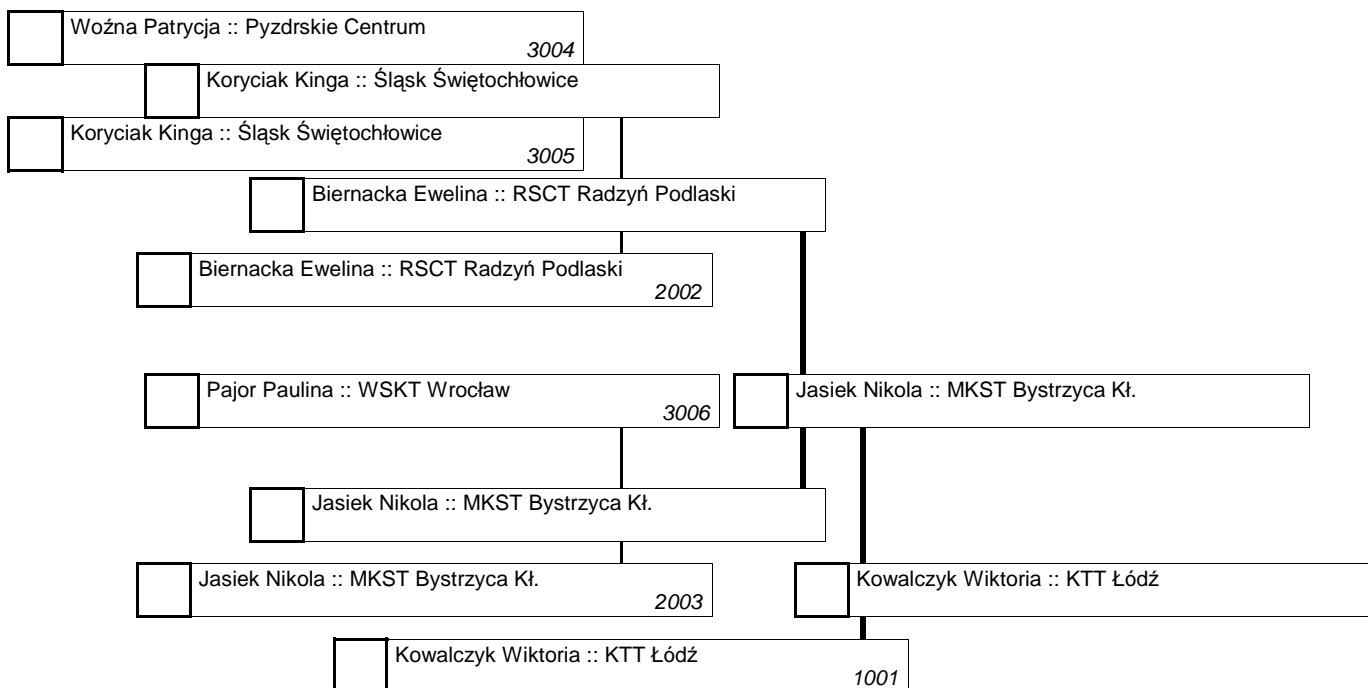 Woźna Patrycja :: Pyzdrskie Centrum
3004
Koryciak Kinga :: Śląsk Świętochłowice
Koryciak Kinga :: Śląsk Świętochłowice
3005
Biernacka Ewelina :: RSCT Radzyń Podlaski
Biernacka Ewelina :: RSCT Radzyń Podlaski
2002
Pajor Paulina :: WSKT Wrocław
3006
Jasiek Nikola :: MKST Bystrzyca Kł.
Jasiek Nikola :: MKST Bystrzyca Kł.
Jasiek Nikola :: MKST Bystrzyca Kł.
2003
Kowalczyk Wiktoria :: KTT Łódź
Kowalczyk Wiktoria :: KTT Łódź
1001